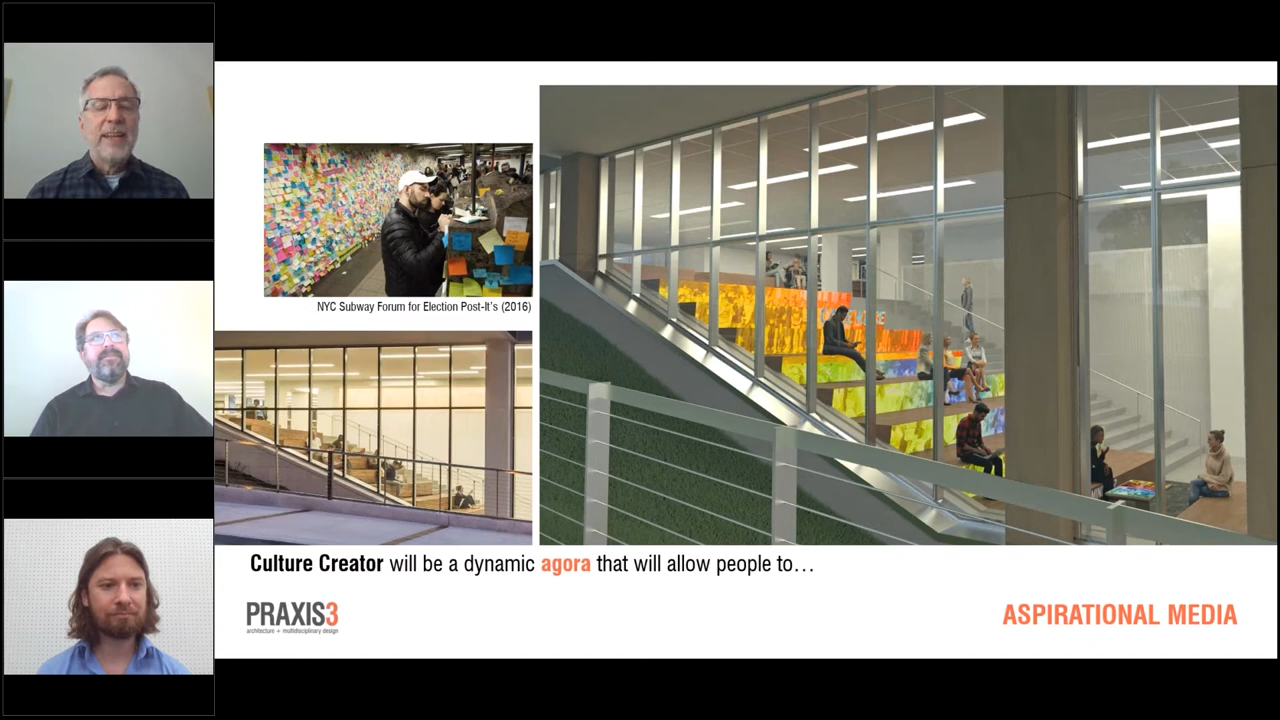 NYC Subway Forum for Election Post-It's (2016)
Culture Creator will be a dynamic agora that will allow people to...
PRAXIS3
architecture + multidisciplinary design
ASPIRATIONAL MEDIA